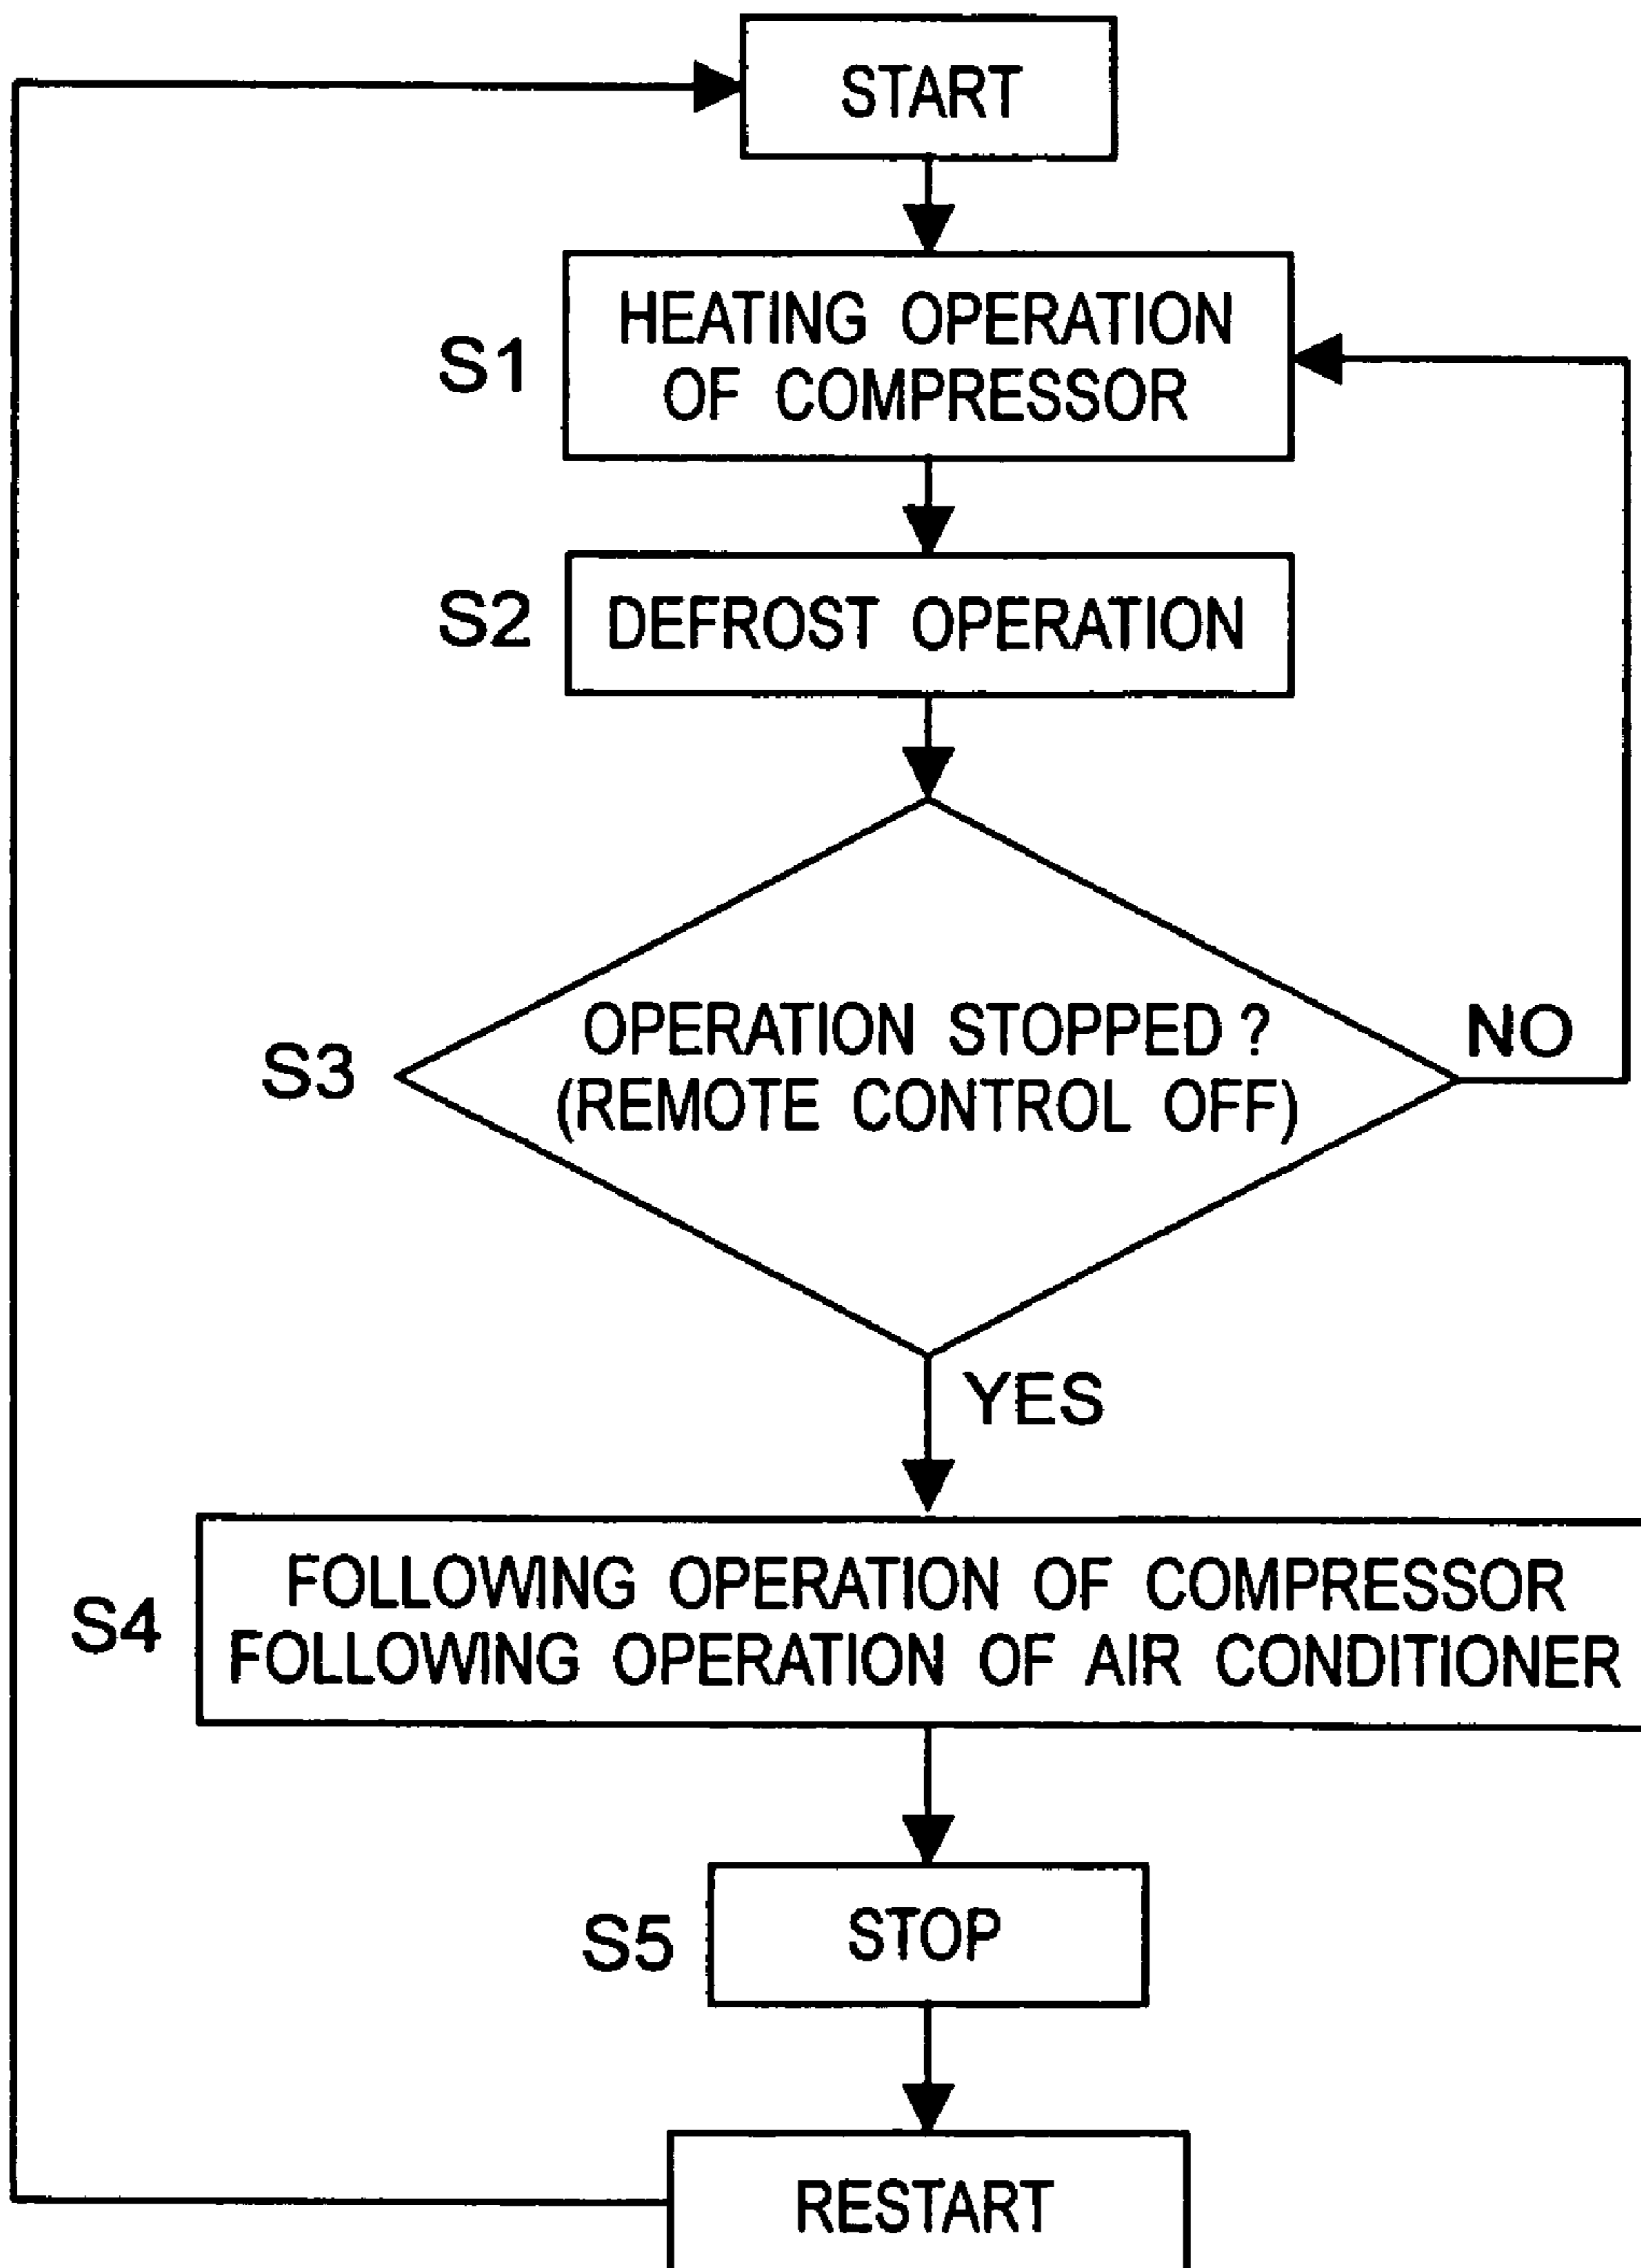 START
S1
HEATING OPERATION
OF COMPRESSOR
S2
DEFROST OPERATION
S3
OPERATION STOPPED ?
(REMOTE CONTROL OFF)
NO
YES
S4
FOLLOWING OPERATION OF COMPRESSOR
FOLLOWING OPERATION OF AIR CONDITIONER
S5
STOP
RESTART